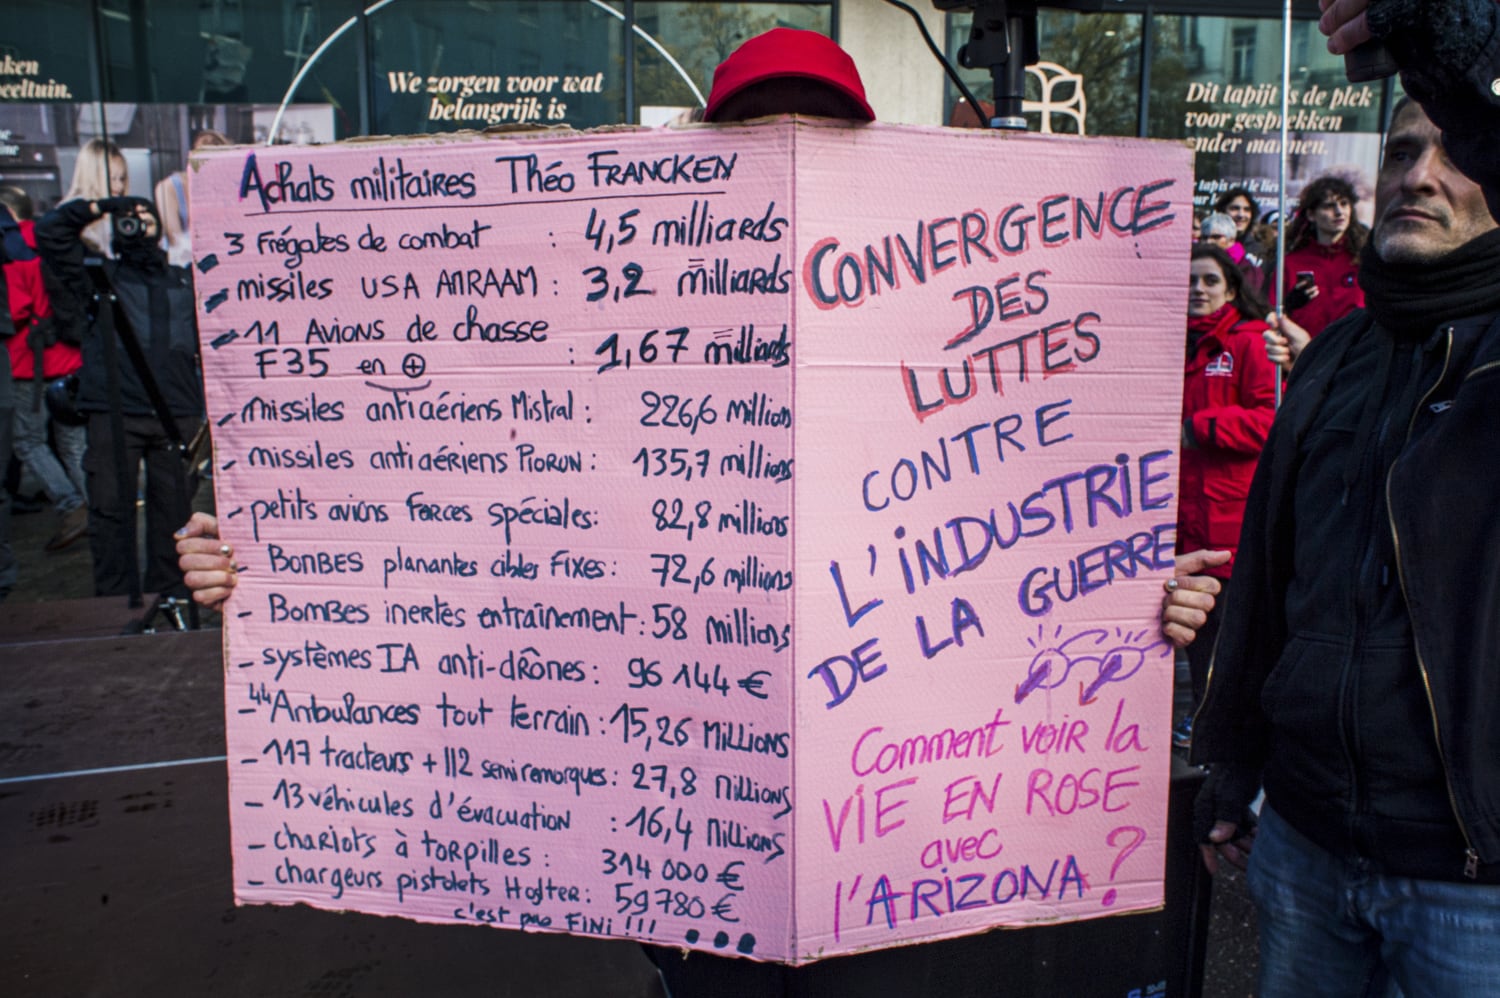 ken
eeltuin.
We zorgen voor wat
belangrijk is
Dit tapijt is de plek
voor gesprekken
onder mannen.
Achats militaires Théo FRANCKEN
- 3 Frégates de combat : 4,5 milliards
- missiles USA AMRAAM : 3,2 milliards
- 11 AVIONS de chasse
F35 en ⊕ : 1,67 milliards
- missiles antiaériens Mistral : 226,6 millions
- missiles antiaériens PIORUN : 135,7 millions
- petits avions Forces spéciales: 82,8 millions
- BOMBES planantes cibles Fixes: 72,6 millions
- BOMBES inertes entraînement: 58 millions
- systèmes IA anti-drônes: 96 144 €
- 44 Ambulances tout terrain : 15,26 MiLLiONS
- 117 tracteurs + 112 semi remorques: 27,8 MiLLiONS
- 13 véhicules d'évacuation : 16,4 MiLLiONS
- chariots à torpilles : 314 000 €
- chargeurs pistolets Holster: 59 780 €
c'est pas FiNi !!! ...
CONVERGENCE
DES
LUTTES
CONTRE
L'iNDUSTRiE
DE LA GUERRE
Comment voir la
ViE EN ROSE
avec
l'ARIZONA ?